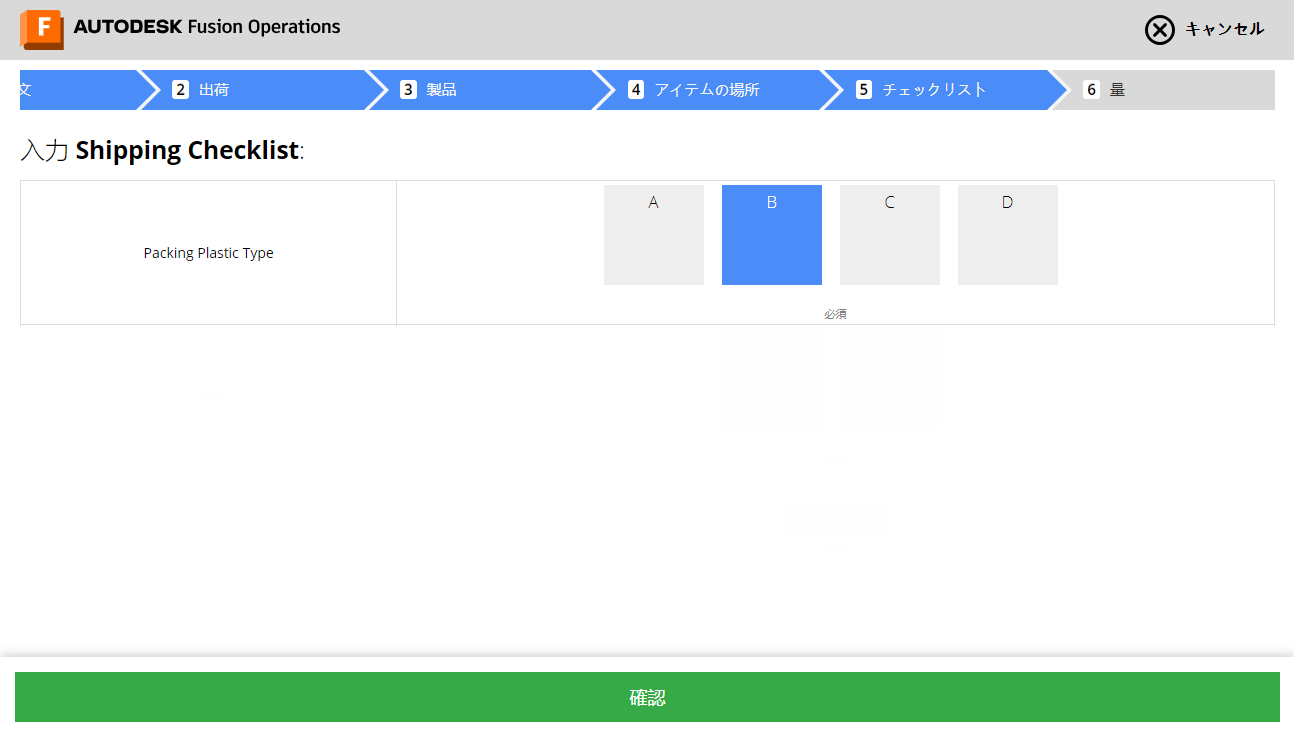 F AUTODESK Fusion Operations
キャンセル
文 2 出荷 3 製品 4 アイテムの場所 5 チェックリスト 6 量
入力 Shipping Checklist:
Packing Plastic Type
A B C D
必須
確認